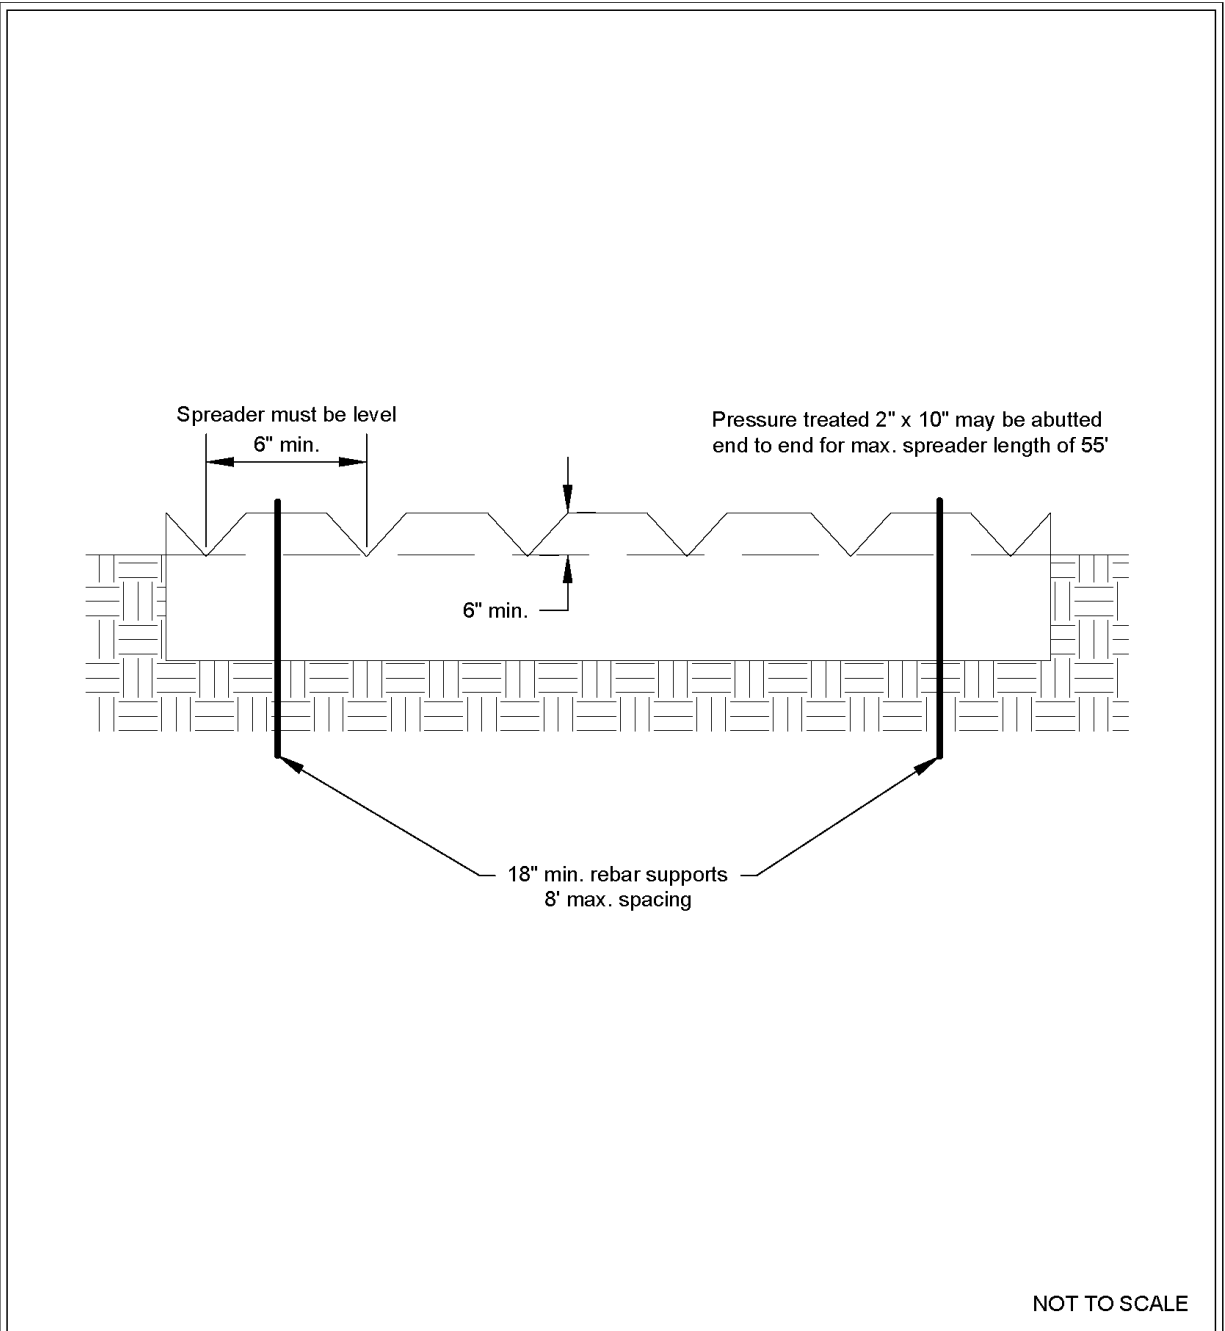 Spreader must be level
6" min.
Pressure treated 2" x 10" may be abutted
end to end for max. spreader length of 55'
6" min.
18" min. rebar supports
8' max. spacing
NOT TO SCALE